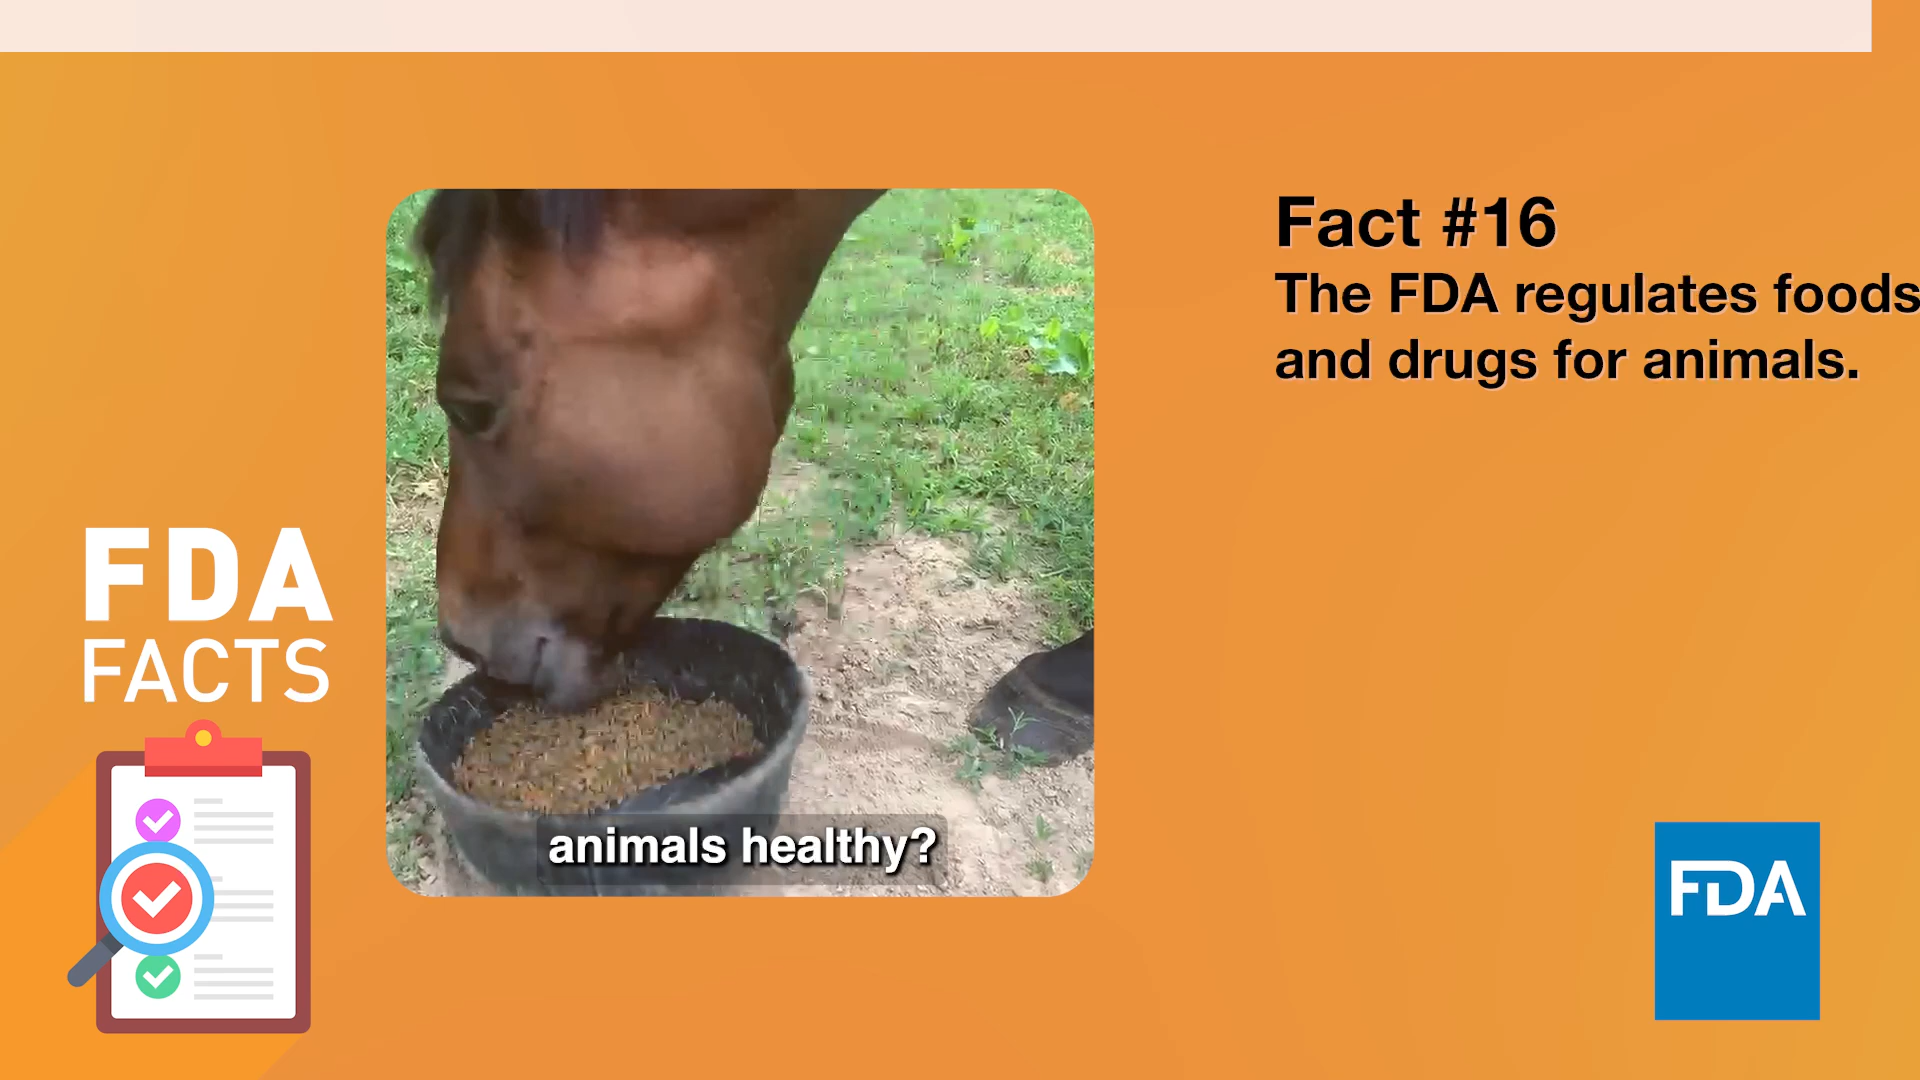 Fact #16
The FDA regulates foods
and drugs for animals.
FDA
FACTS
animals healthy?
FDA